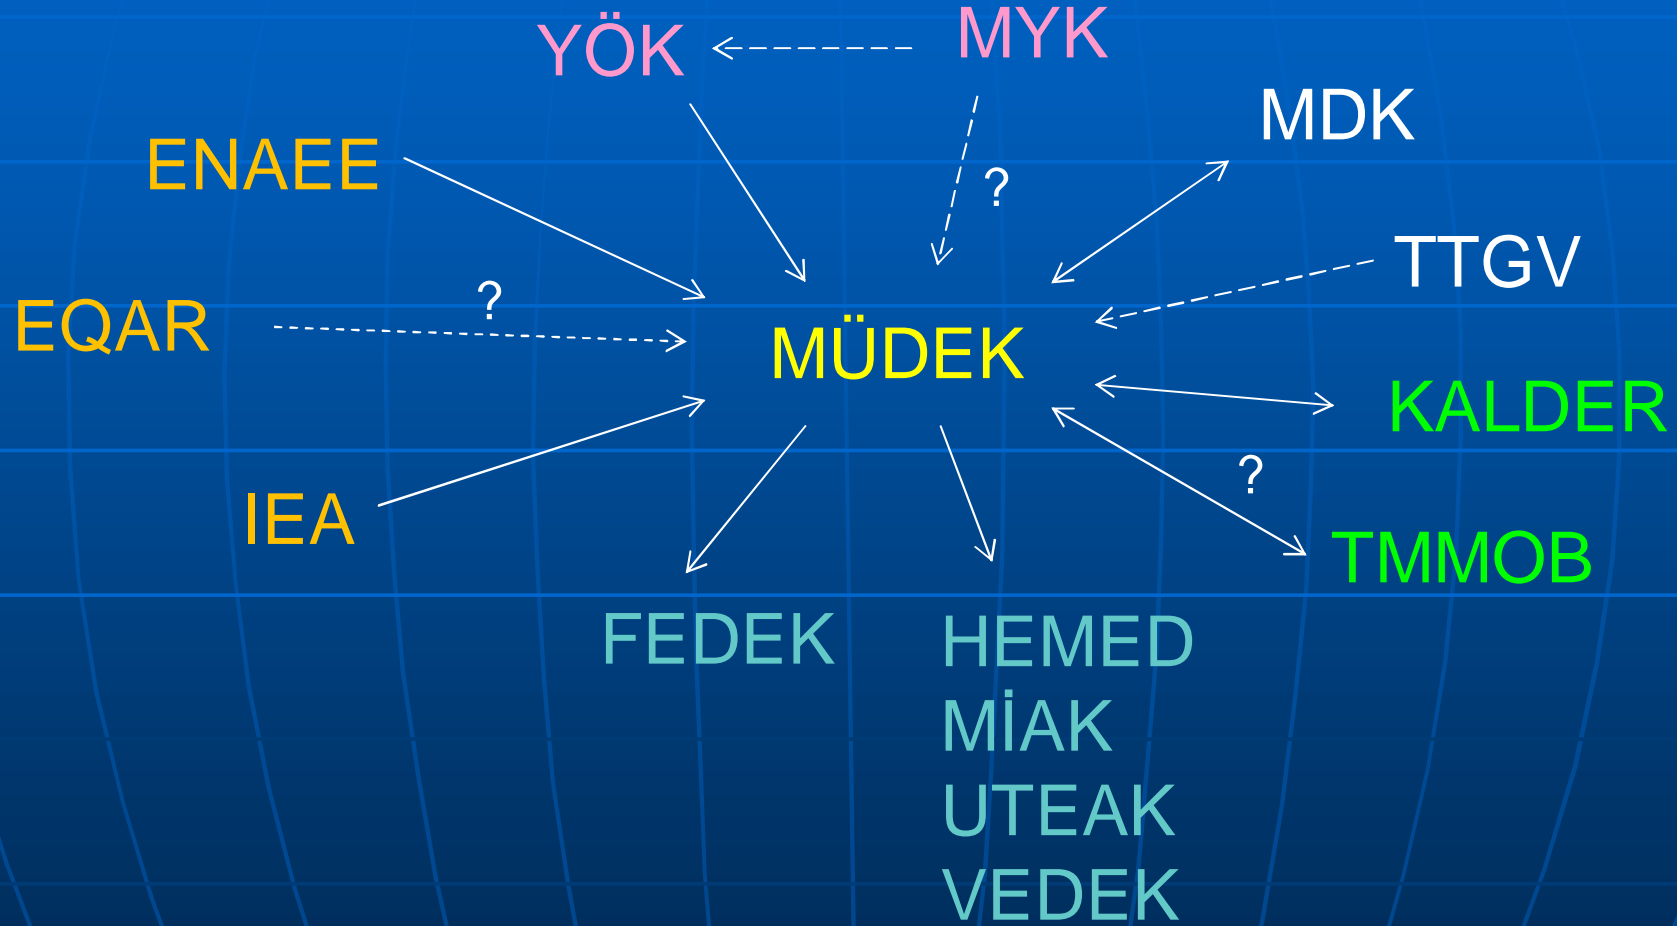 YÖK
MYK
MDK
ENAEE
?
TTGV
EQAR
?
MÜDEK
KALDER
?
IEA
TMMOB
FEDEK
HEMED
MİAK
UTEAK
VEDEK